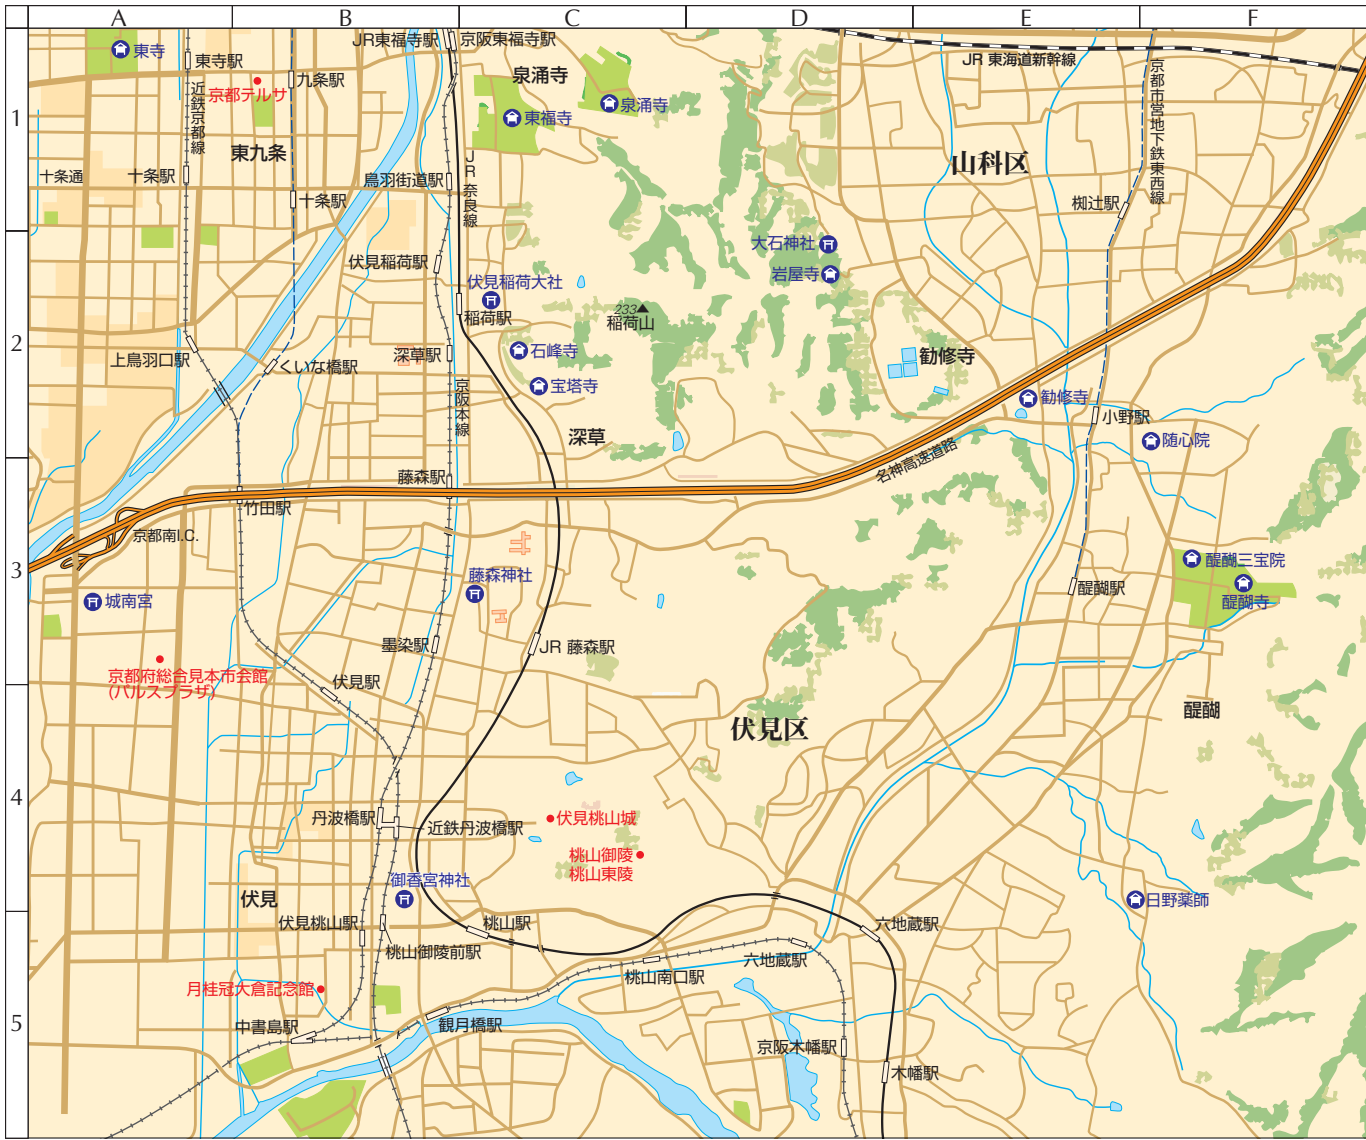 A B C D E F
1
2
3
4
5
東寺
東寺駅
近鉄京都線
京都テルサ
九条駅
東九条
十条通
十条駅
十条駅
JR東福寺駅
京阪東福寺駅
泉涌寺
泉涌寺
東福寺
鳥羽街道駅
JR 奈良線
JR 東海道新幹線
京都市営地下鉄東西線
山科区
椥辻駅
大石神社
岩屋寺
伏見稲荷駅
伏見稲荷大社
稲荷駅
233
稲荷山
上鳥羽口駅
くいな橋駅
深草駅
京阪本線
石峰寺
宝塔寺
深草
勧修寺
勧修寺
小野駅
随心院
名神高速道路
藤森駅
竹田駅
京都南I.C.
城南宮
藤森神社
墨染駅
JR 藤森駅
醍醐駅
醍醐三宝院
醍醐寺
京都府総合見本市会館
(パルスプラザ)
伏見駅
伏見区
醍醐
丹波橋駅
近鉄丹波橋駅
伏見桃山城
桃山御陵
桃山東陵
御香宮神社
伏見
日野薬師
伏見桃山駅
桃山御陵前駅
桃山駅
六地蔵駅
六地蔵駅
桃山南口駅
月桂冠大倉記念館
中書島駅
観月橋駅
京阪木幡駅
木幡駅